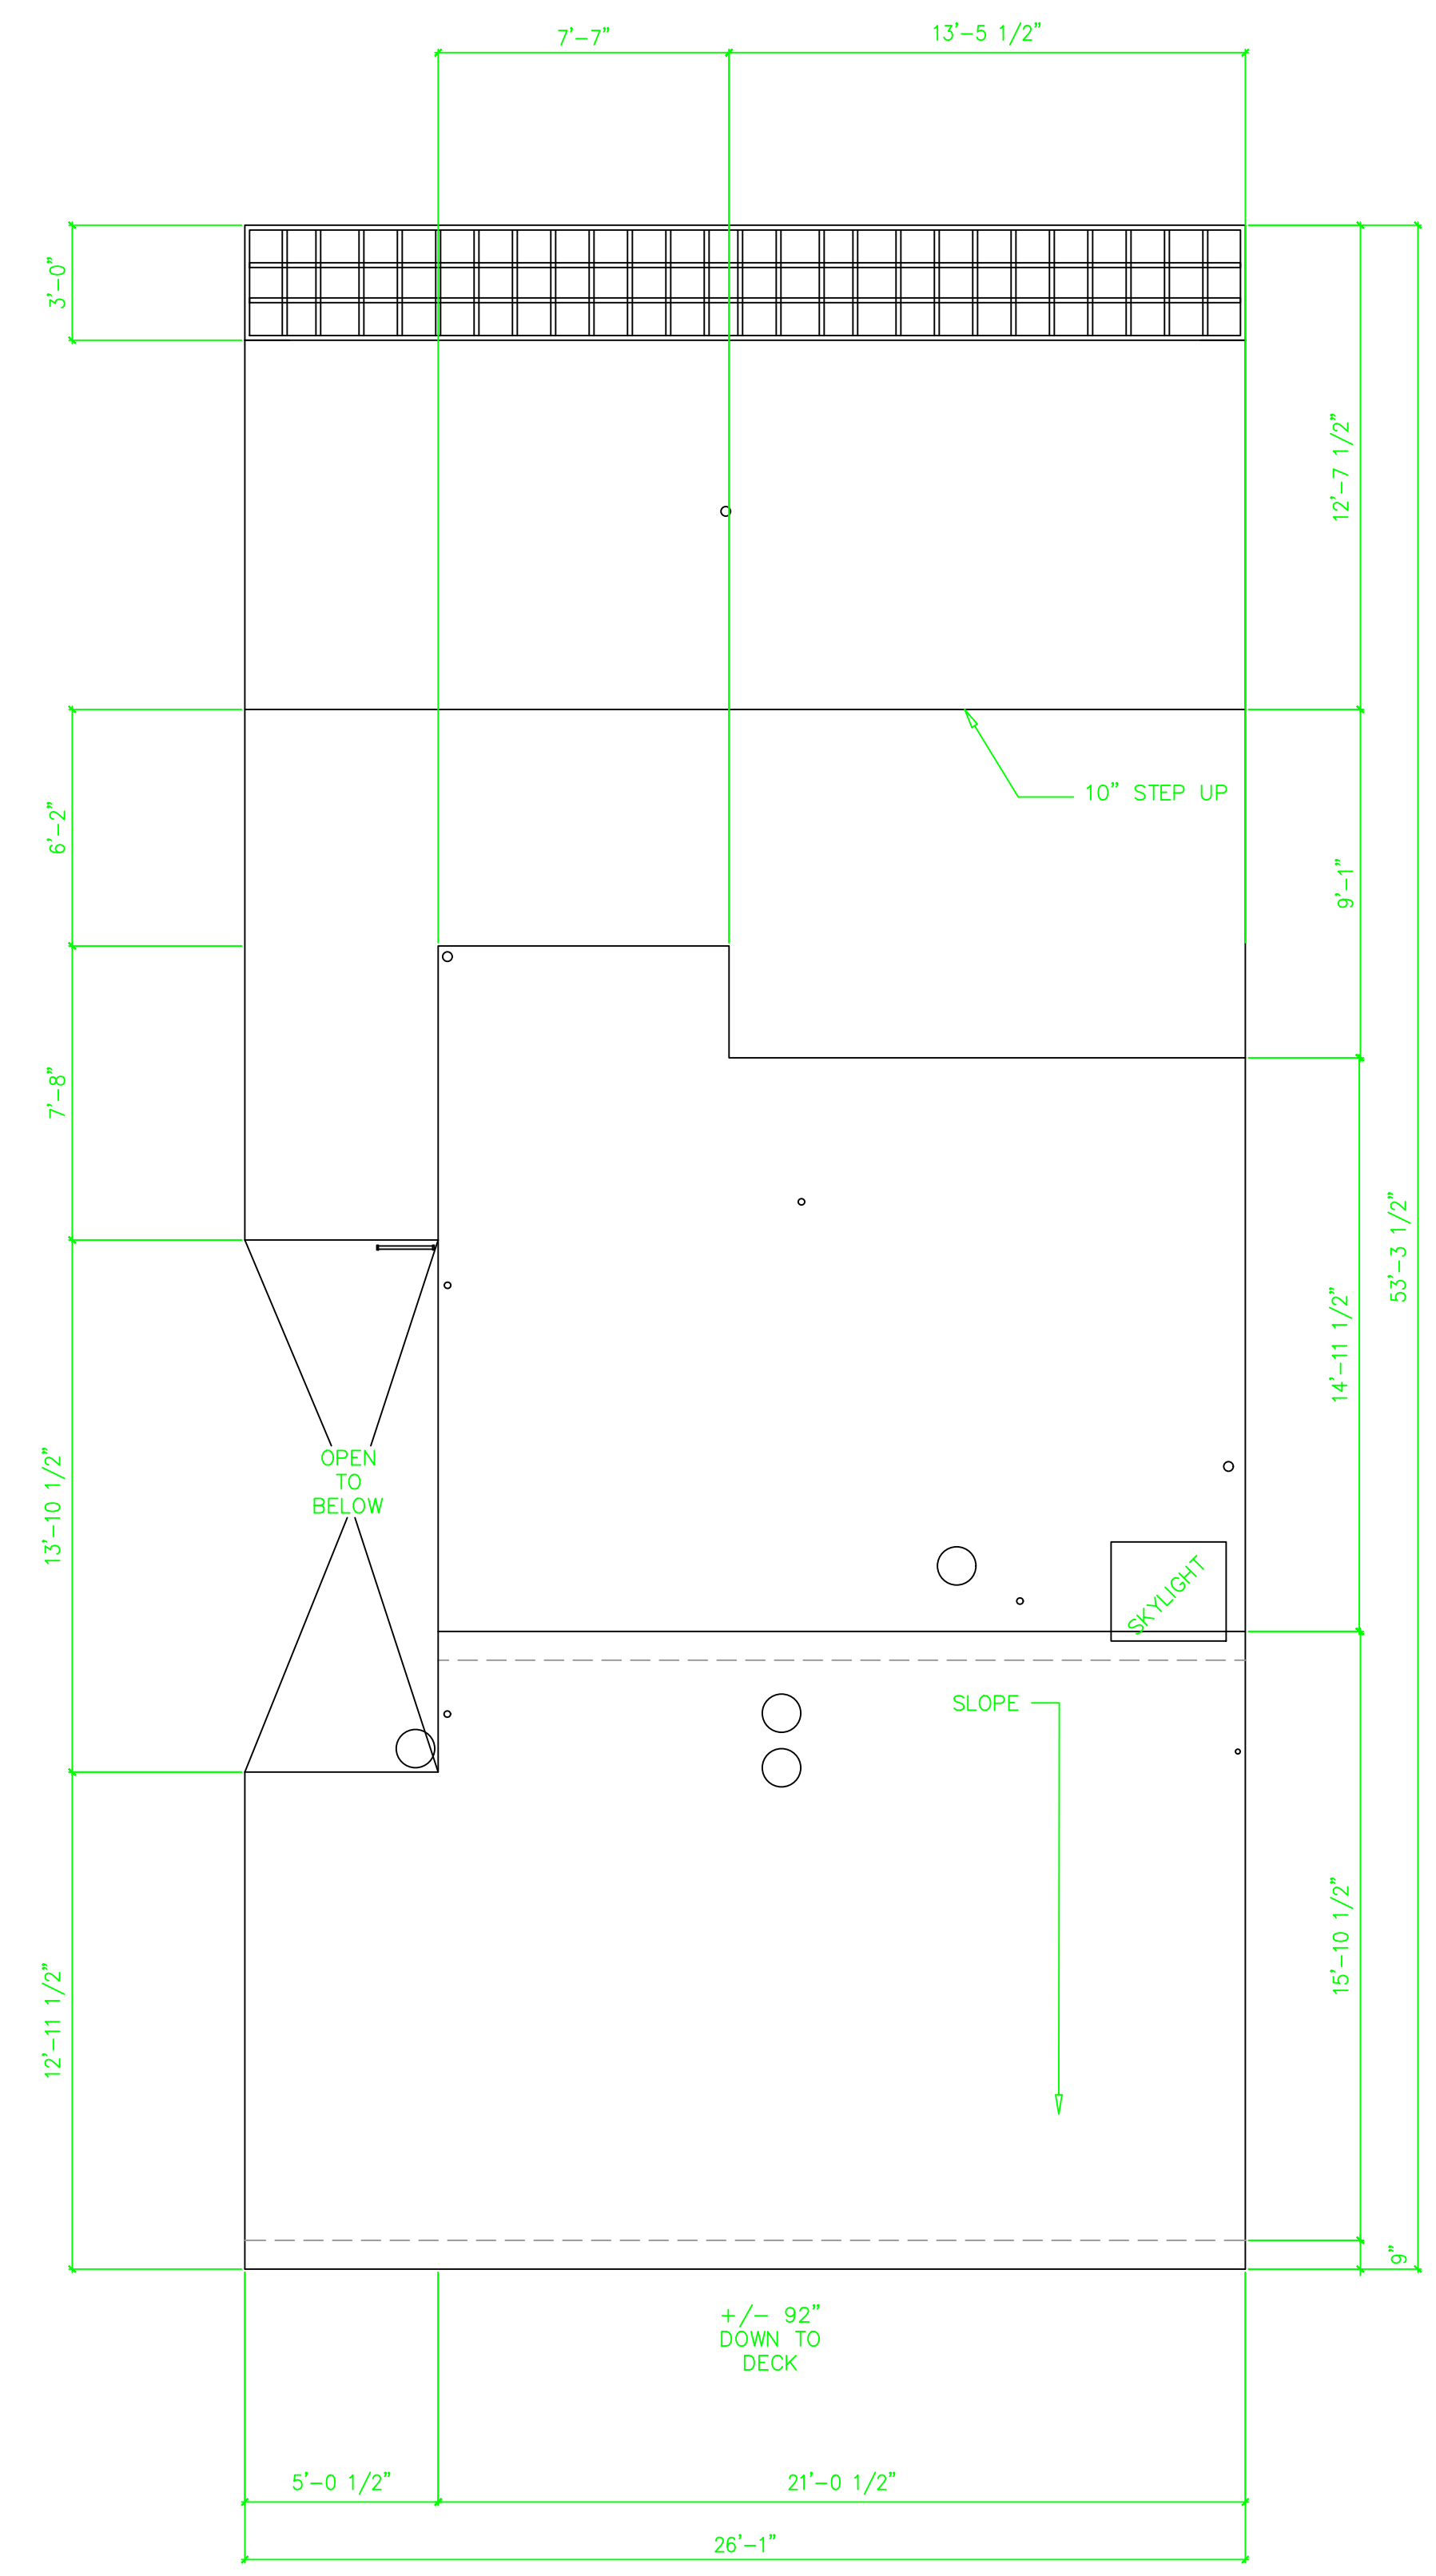 7'-7"
13'-5 1/2"
3'-0"
12'-7 1/2"
10" STEP UP
6'-2"
9'-1"
7'-8"
53'-3 1/2"
14'-11 1/2"
OPEN
TO
BELOW
13'-10 1/2"
SKYLIGHT
SLOPE
15'-10 1/2"
12'-11 1/2"
9"
+/- 92"
DOWN TO
DECK
5'-0 1/2"
21'-0 1/2"
26'-1"